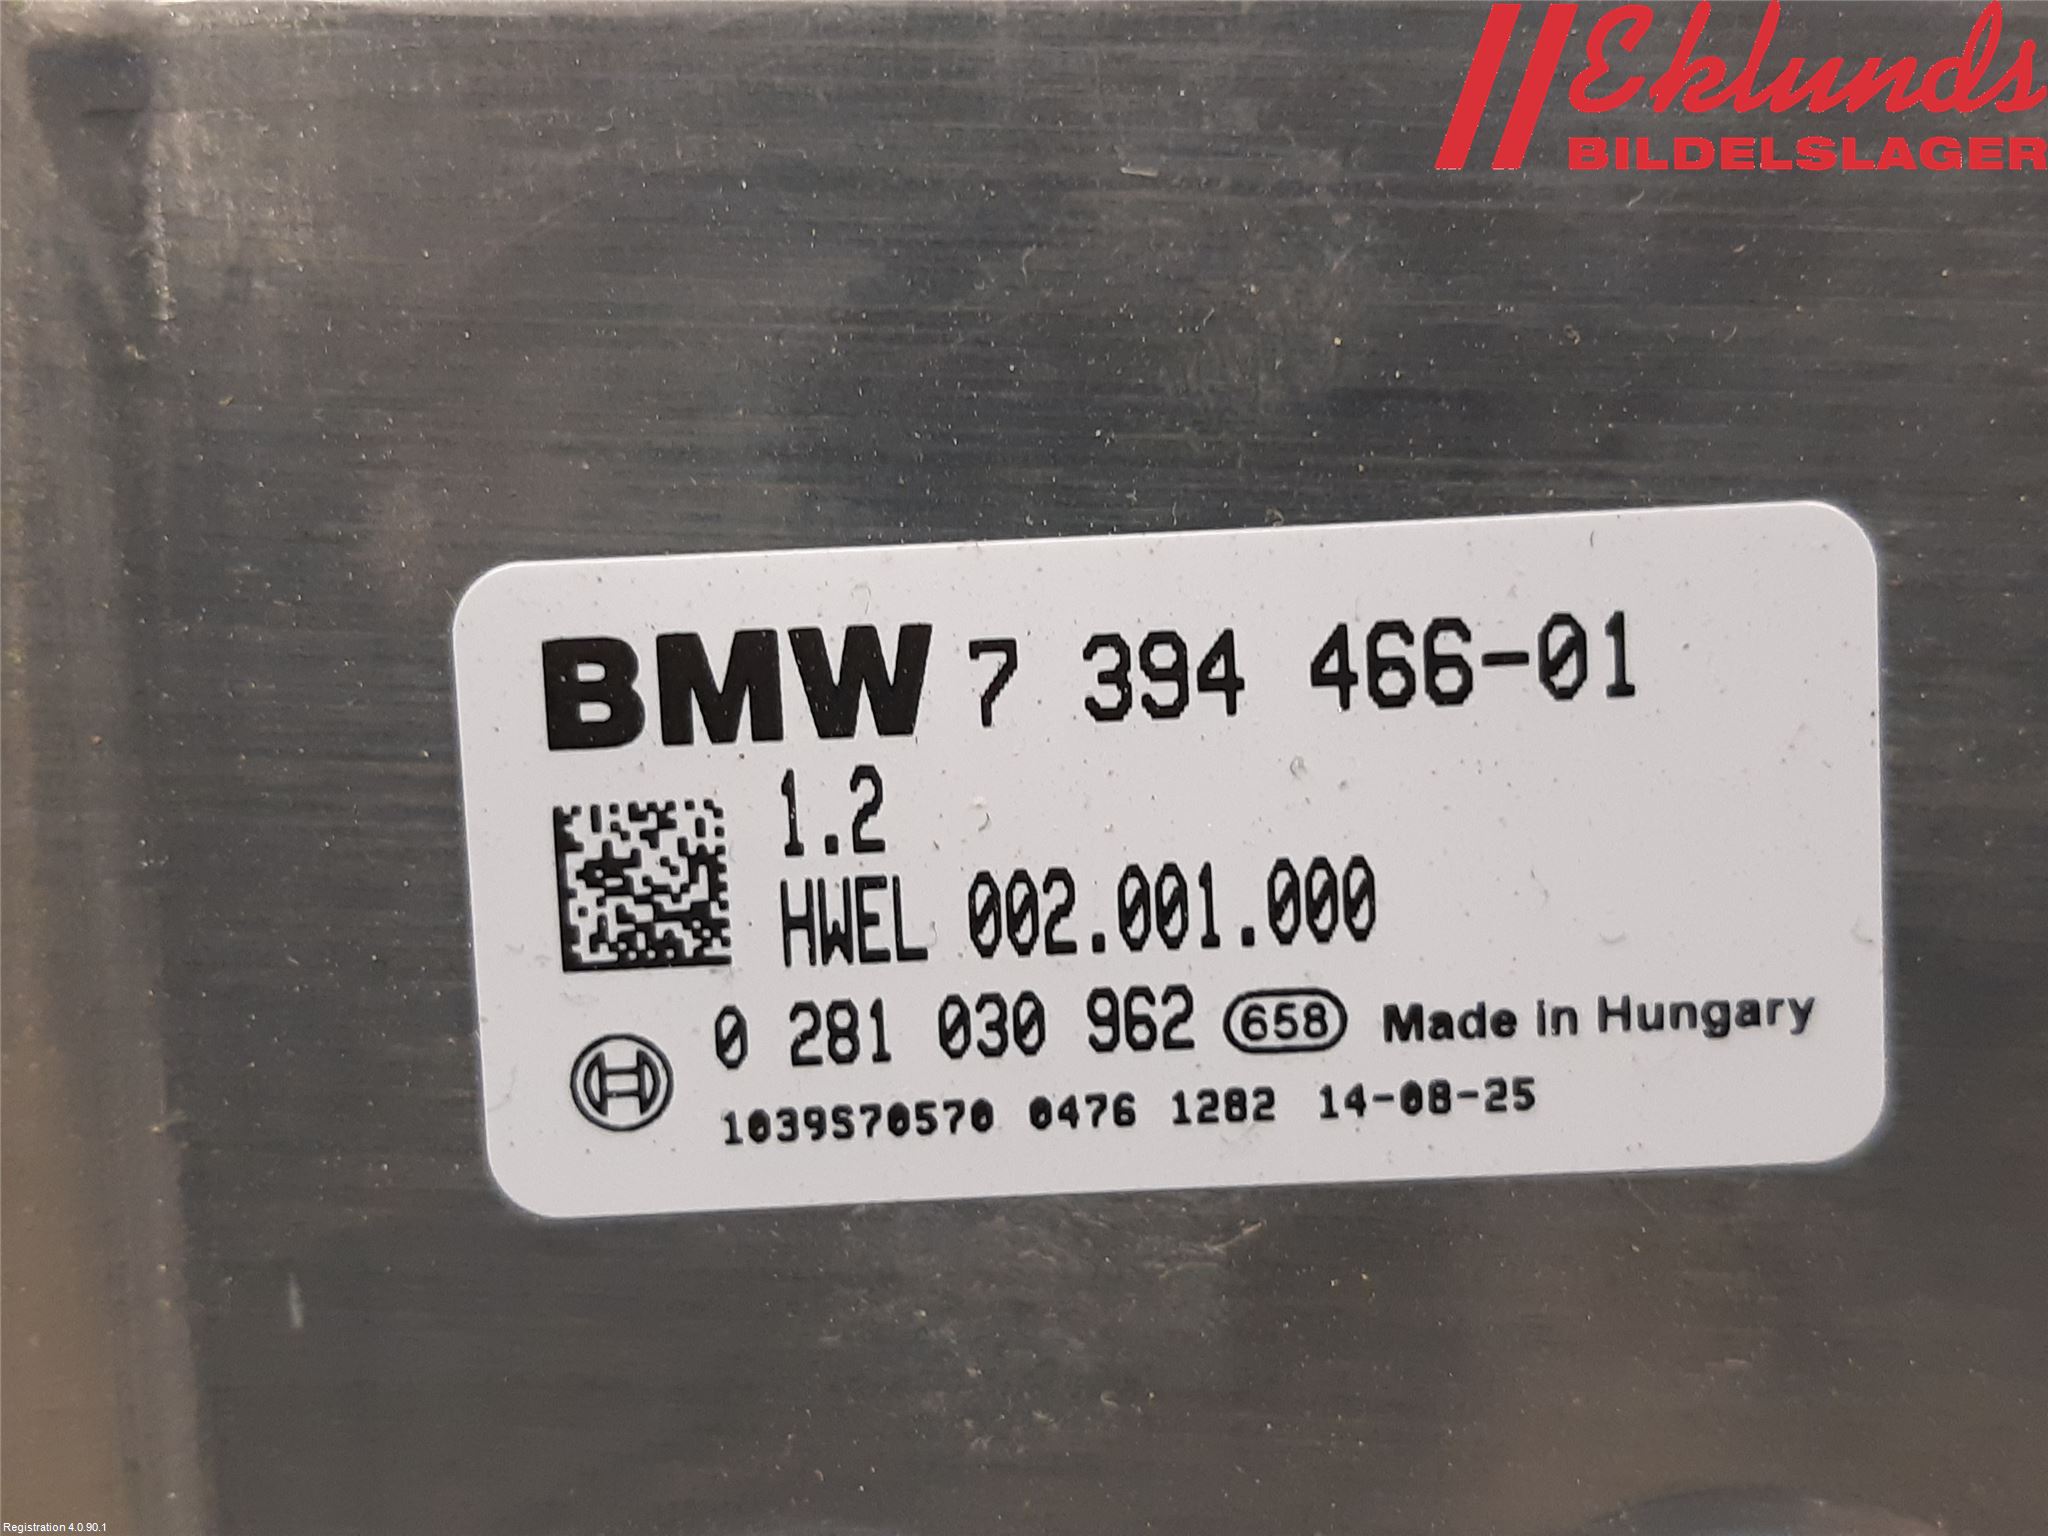 Eklunds
BILDELSLAGER
BMW 7 394 466-01
1.2
HWEL 002.001.000
0 281 030 962 658 Made in Hungary
1039S70570 0476 1282 14-08-25
Registration 4.0.90.1